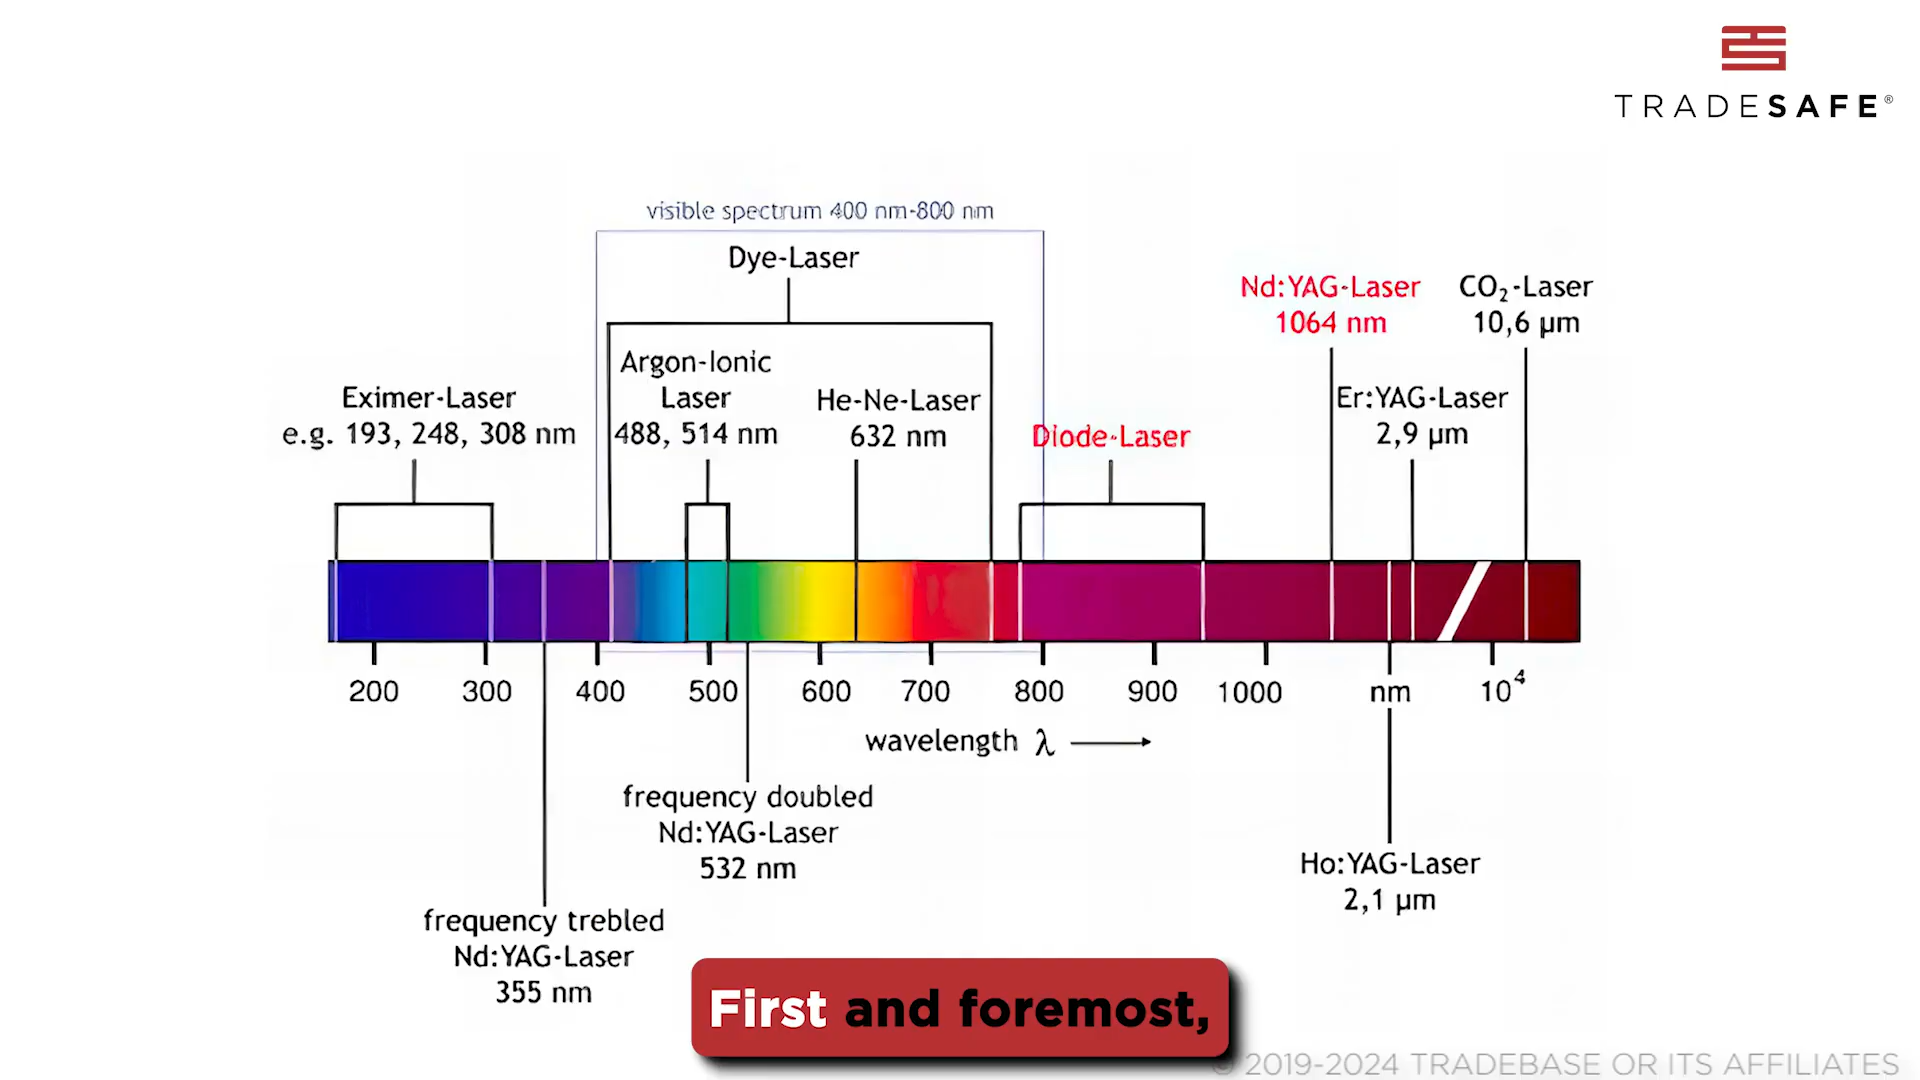 TRADESAFE®
visible spectrum 400 nm-800 nm
Dye-Laser
Nd:YAG-Laser
1064 nm
CO₂-Laser
10,6 µm
Argon-Ionic
Laser
488, 514 nm
Eximer-Laser
e.g. 193, 248, 308 nm
He-Ne-Laser
632 nm
Diode-Laser
Er:YAG-Laser
2,9 µm
200 300 400 500 600 700 800 900 1000 nm 10⁴
wavelength λ
frequency doubled
Nd:YAG-Laser
532 nm
Ho:YAG-Laser
2,1 µm
frequency trebled
Nd:YAG-Laser
355 nm
First and foremost,
© 2019-2024 TRADEBASE OR ITS AFFILIATES